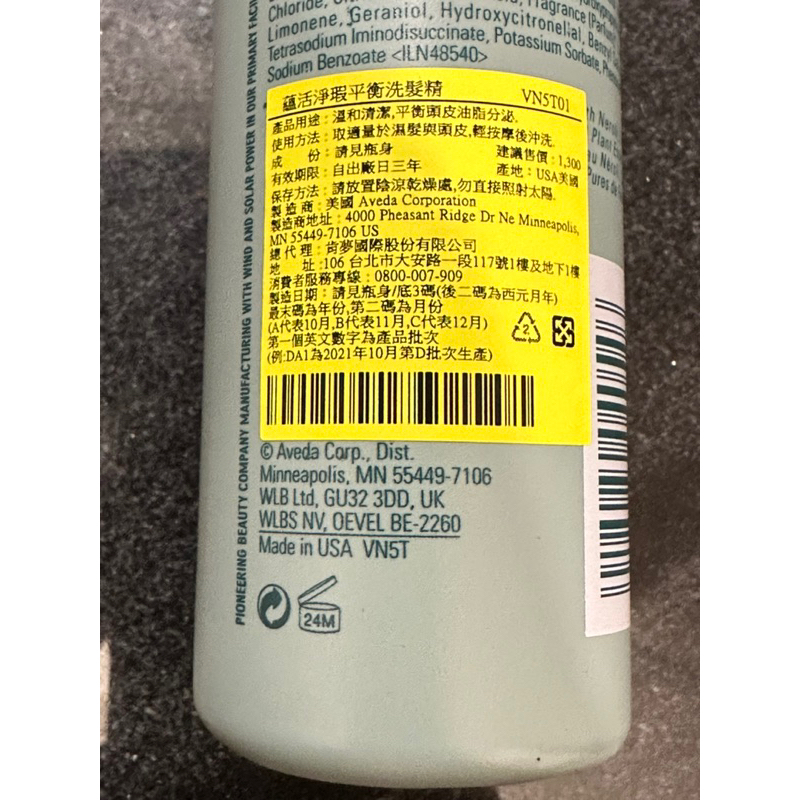 Chloride,
Limonene, Geraniol, Hydroxycitronellal, Benzyl
Tetrasodium Iminodisuccinate, Potassium Sorbate,
Sodium Benzoate <ILN48540>
蘊活淨瑕平衡洗髮精 VN5T01
產品用途：溫和清潔,平衡頭皮油脂分泌.
使用方法：取適量於濕髮與頭皮,輕按摩後沖洗.
成 份：請見瓶身 建議售價：1,300
有效期限：自出廠日三年 產地：USA美國
保存方法：請放置陰涼乾燥處,勿直接照射太陽.
製造商：美國 Aveda Corporation
製造商地址：4000 Pheasant Ridge Dr Ne Minneapolis,
MN 55449-7106 US
總代理：肯夢國際股份有限公司
地 址:106 台北市大安路一段117號1樓及地下1樓
消費者服務專線：0800-007-909
製造日期：請見瓶身/底3碼(後二碼為西元月年)
最末碼為年份,第二碼為月份
(A代表10月,B代表11月,C代表12月)
第一個英文數字為產品批次
(例:DA1為2021年10月第D批次生產)
2
© Aveda Corp., Dist.
Minneapolis, MN 55449-7106
WLB Ltd, GU32 3DD, UK
WLBS NV, OEVEL BE-2260
Made in USA VN5T
24M
PIONEERING BEAUTY COMPANY MANUFACTURING WITH WIND AND SOLAR POWER IN OUR PRIMARY